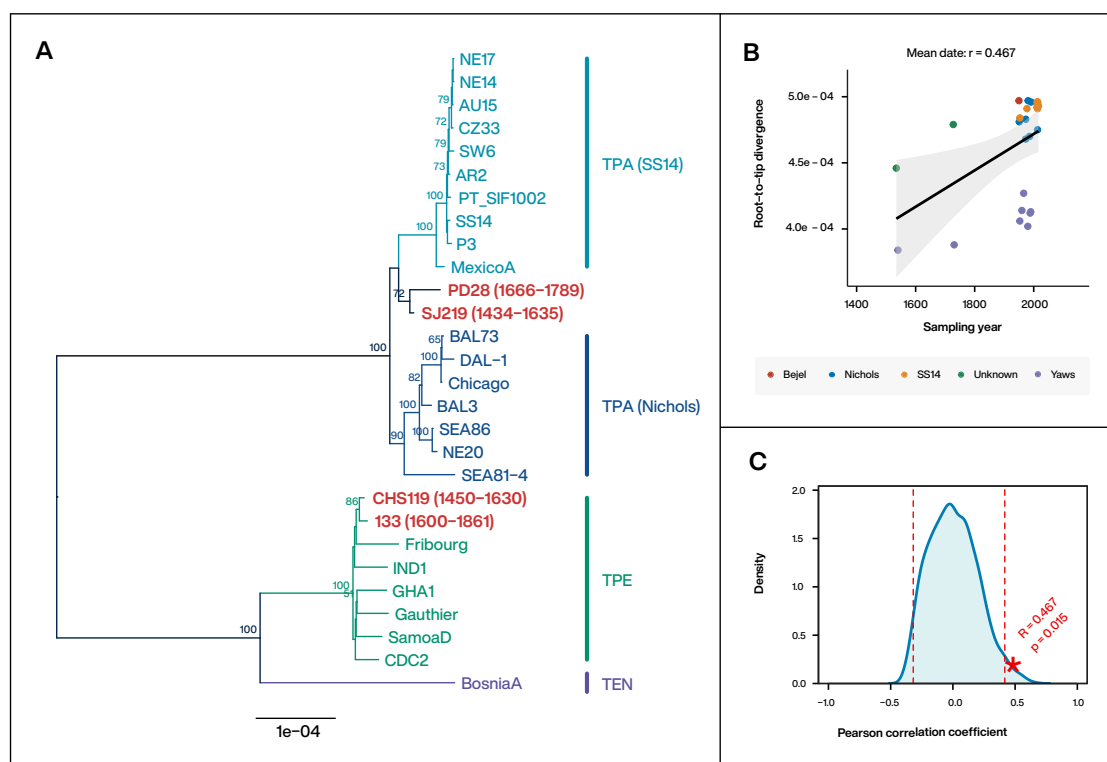 A
NE17
NE14
79
AU15
72
CZ33
79
SW6
73
AR2
100
PT_SIF1002
SS14
P3
100
MexicoA
TPA (SS14)
72
PD28 (1666–1789)
SJ219 (1434–1635)
100
65
BAL73
100
DAL-1
82
Chicago
100
BAL3
100
SEA86
90
NE20
SEA81-4
TPA (Nichols)
86
CHS119 (1450–1630)
133 (1600–1861)
Fribourg
IND1
100
51
GHA1
Gauthier
SamoaD
CDC2
TPE
100
BosniaA
TEN
1e-04
B
Mean date: r = 0.467
Root-to-tip divergence
5.0e – 04
4.5e – 04
4.0e – 04
1400 1600 1800 2000
Sampling year
Bejel Nichols SS14 Unknown Yaws
C
Density
2.0
1.5
1.0
0.5
0.0
R = 0.467
p = 0.015
-1.0 -0.5 0.0 0.5 1.0
Pearson correlation coefficient